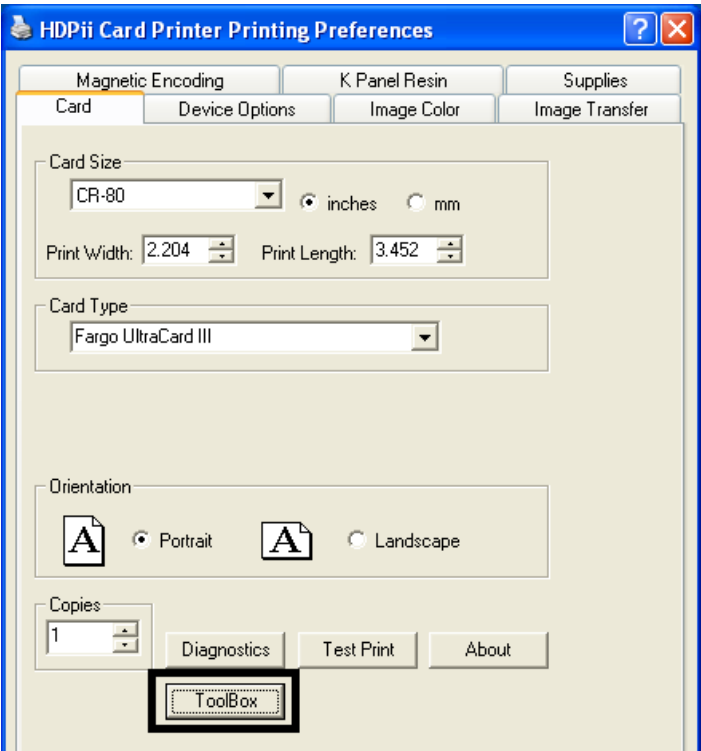 HDPii Card Printer Printing Preferences
Magnetic Encoding K Panel Resin Supplies
Card Device Options Image Color Image Transfer
Card Size
CR-80 inches mm
Print Width: 2.204 Print Length: 3.452
Card Type
Fargo UltraCard III
Orientation
A Portrait A Landscape
Copies
1
Diagnostics Test Print About
ToolBox